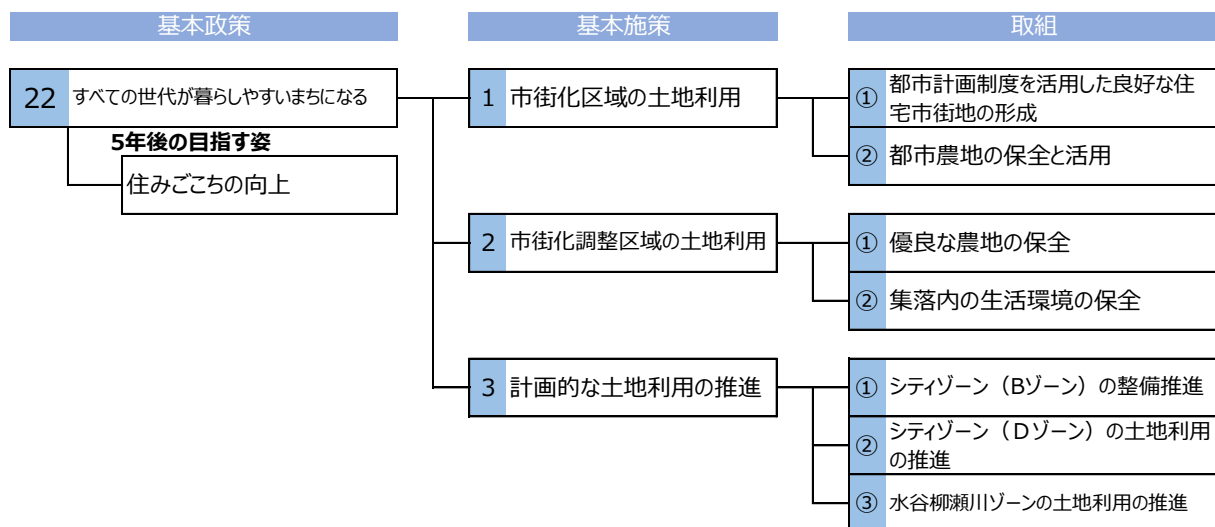 基本政策
基本施策
取組
22 すべての世代が暮らしやすいまちになる
5年後の目指す姿
住みごこちの向上
1 市街化区域の土地利用
① 都市計画制度を活用した良好な住
宅市街地の形成
② 都市農地の保全と活用
2 市街化調整区域の土地利用
① 優良な農地の保全
② 集落内の生活環境の保全
3 計画的な土地利用の推進
① シティゾーン（Bゾーン）の整備推進
② シティゾーン（Ｄゾーン）の土地利用
の推進
③ 水谷柳瀬川ゾーンの土地利用の推進